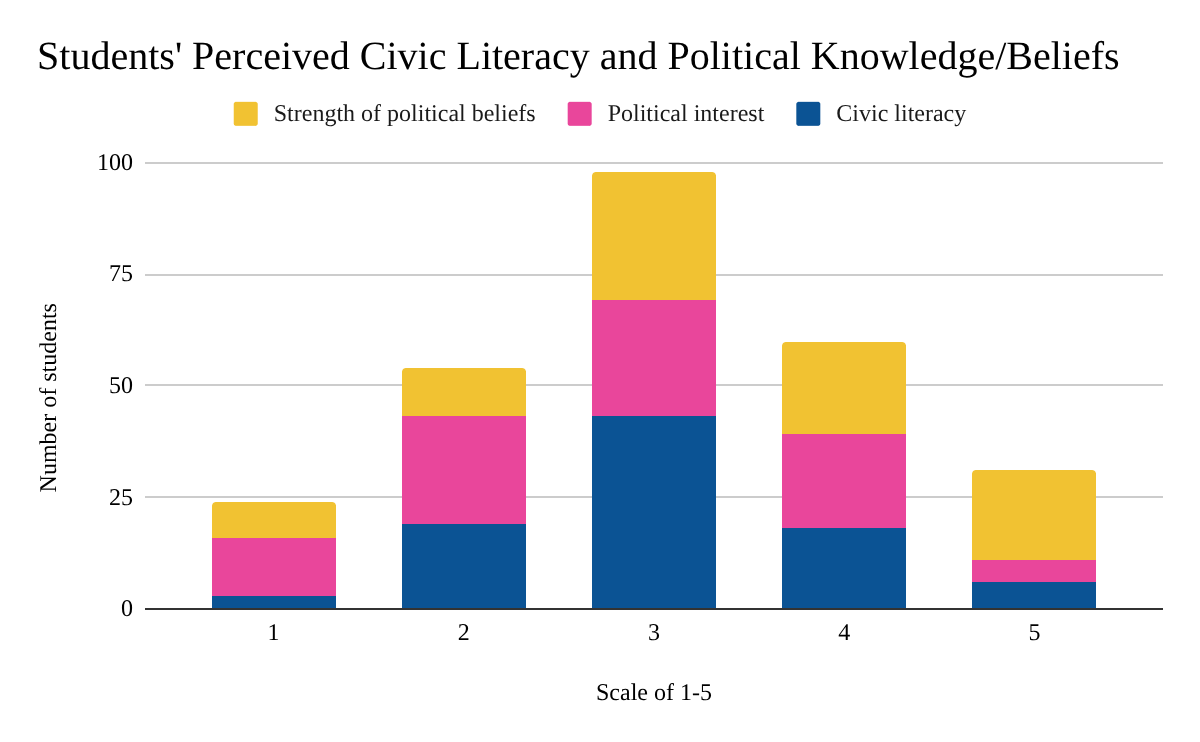 Students' Perceived Civic Literacy and Political Knowledge/Beliefs
Strength of political beliefs Political interest Civic literacy
100
75
50
25
0
Number of students
1 2 3 4 5
Scale of 1-5